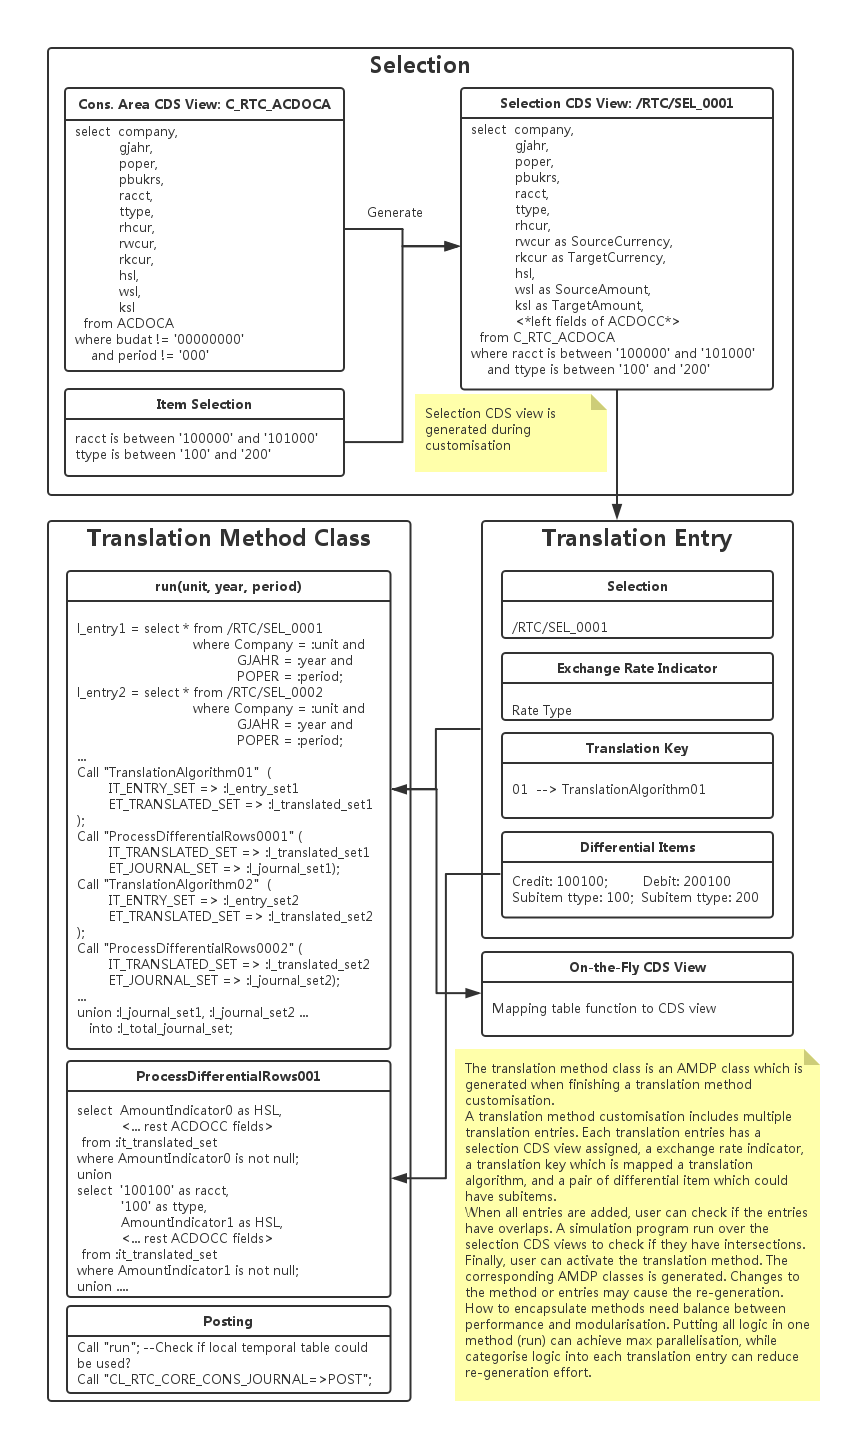 Selection
Cons. Area CDS View: C_RTC_ACDOCA
select  company,
gjahr,
poper,
pbukrs,
racct,
ttype,
rhcur,
rwcur,
rkcur,
hsl,
wsl,
ksl
from ACDOCA
where budat != '00000000'
and period != '000'
Item Selection
racct is between '100000' and '101000'
ttype is between '100' and '200'
Generate
Selection CDS View: /RTC/SEL_0001
select  company,
gjahr,
poper,
pbukrs,
racct,
ttype,
rhcur,
rwcur as SourceCurrency,
rkcur as TargetCurrency,
hsl,
wsl as SourceAmount,
ksl as TargetAmount,
<*left fields of ACDOCC*>
from C_RTC_ACDOCA
where racct is between '100000' and '101000'
and ttype is between '100' and '200'
Selection CDS view is
generated during
customisation
Translation Method Class
run(unit, year, period)
l_entry1 = select * from /RTC/SEL_0001
where Company = :unit and
GJAHR = :year and
POPER = :period;
l_entry2 = select * from /RTC/SEL_0002
where Company = :unit and
GJAHR = :year and
POPER = :period;
...
Call "TranslationAlgorithm01"  (
IT_ENTRY_SET => :l_entry_set1
ET_TRANSLATED_SET => :l_translated_set1
);
Call "ProcessDifferentialRows0001" (
IT_TRANSLATED_SET => :l_translated_set1
ET_JOURNAL_SET => :l_journal_set1);
Call "TranslationAlgorithm02"  (
IT_ENTRY_SET => :l_entry_set2
ET_TRANSLATED_SET => :l_translated_set2
);
Call "ProcessDifferentialRows0002" (
IT_TRANSLATED_SET => :l_translated_set2
ET_JOURNAL_SET => :l_journal_set2);
...
union :l_journal_set1, :l_journal_set2 ...
into :l_total_journal_set;
ProcessDifferentialRows001
select  AmountIndicator0 as HSL,
<... rest ACDOCC fields>
from :it_translated_set
where AmountIndicator0 is not null;
union
select  '100100' as racct,
'100' as ttype,
AmountIndicator1 as HSL,
<... rest ACDOCC fields>
from :it_translated_set
where AmountIndicator1 is not null;
union ....
Posting
Call "run"; --Check if local temporal table could
be used?
Call "CL_RTC_CORE_CONS_JOURNAL=>POST";
Translation Entry
Selection
/RTC/SEL_0001
Exchange Rate Indicator
Rate Type
Translation Key
01  --> TranslationAlgorithm01
Differential Items
Credit: 100100;         Debit: 200100
Subitem ttype: 100;  Subitem ttype: 200
On-the-Fly CDS View
Mapping table function to CDS view
The translation method class is an AMDP class which is
generated when finishing a translation method
customisation.
A translation method customisation includes multiple
translation entries. Each translation entries has a
selection CDS view assigned, a exchange rate indicator,
a translation key which is mapped a translation
algorithm, and a pair of differential item which could
have subitems.
When all entries are added, user can check if the entries
have overlaps. A simulation program run over the
selection CDS views to check if they have intersections.
Finally, user can activate the translation method. The
corresponding AMDP classes is generated. Changes to
the method or entries may cause the re-generation.
How to encapsulate methods need balance between
performance and modularisation. Putting all logic in one
method (run) can achieve max parallelisation, while
categorise logic into each translation entry can reduce
re-generation effort.